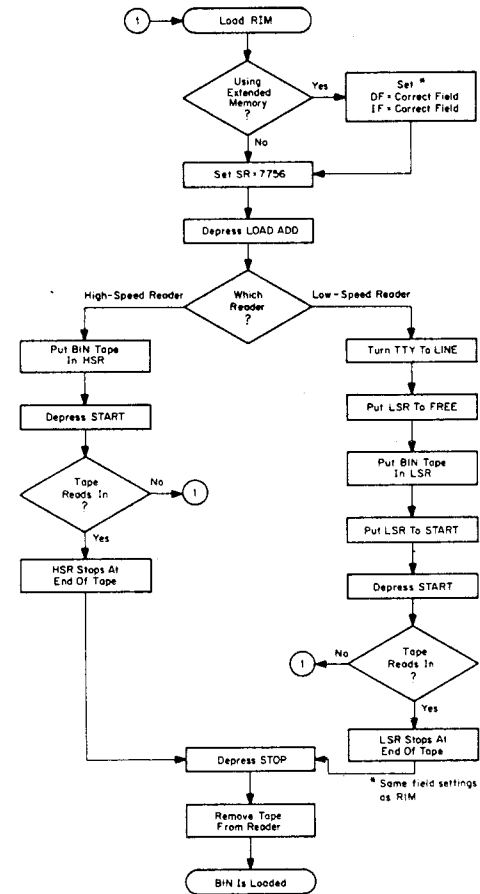 1
Load RIM
Using
Extended
Memory
?
Yes
Set *
DF = Correct Field
IF = Correct Field
No
Set SR = 7756
Depress LOAD ADD
High-Speed Reader
Which
Reader
?
Low-Speed Reader
Put BIN Tape
In HSR
Depress START
Tape
Reads In
?
No
1
Yes
HSR Stops At
End Of Tape
Turn TTY To LINE
Put LSR To FREE
Put BIN Tape
In LSR
Put LSR To START
Depress START
Tape
Reads In
?
No
1
Yes
LSR Stops At
End Of Tape
Depress STOP
* Same field settings
as RIM
Remove Tape
From Reader
BIN Is Loaded